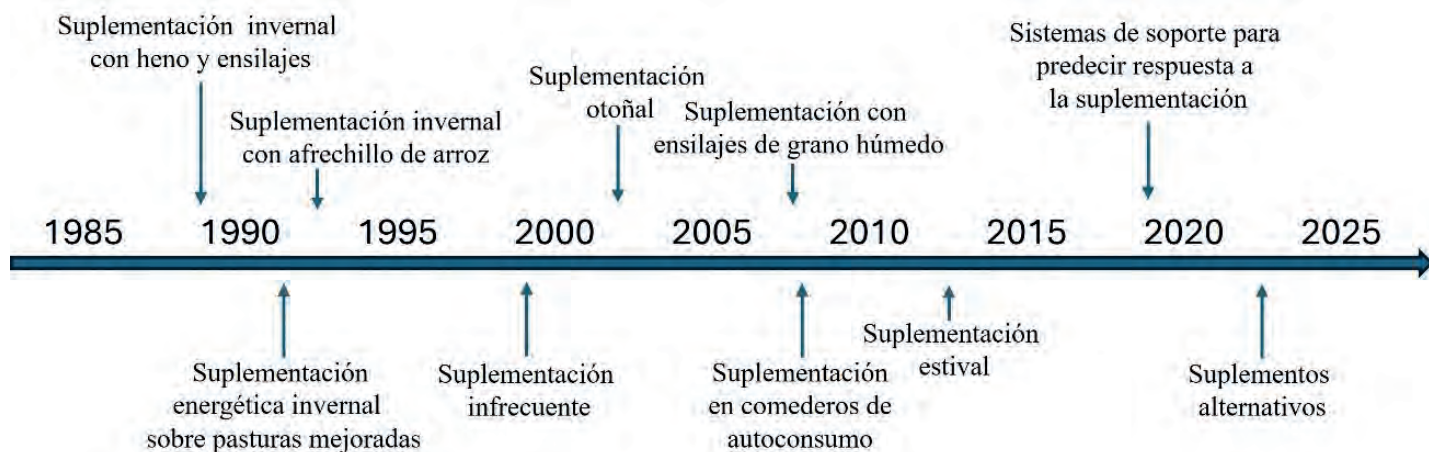 Suplementación invernal
con heno y ensilajes
Suplementación invernal
con afrechillo de arroz
Suplementación
otoñal
Suplementación con
ensilajes de grano húmedo
Sistemas de soporte para
predecir respuesta a
la suplementación
1985 1990 1995 2000 2005 2010 2015 2020 2025
Suplementación
energética invernal
sobre pasturas mejoradas
Suplementación
infrecuente
Suplementación
en comederos de
autoconsumo
Suplementación
estival
Suplementos
alternativos